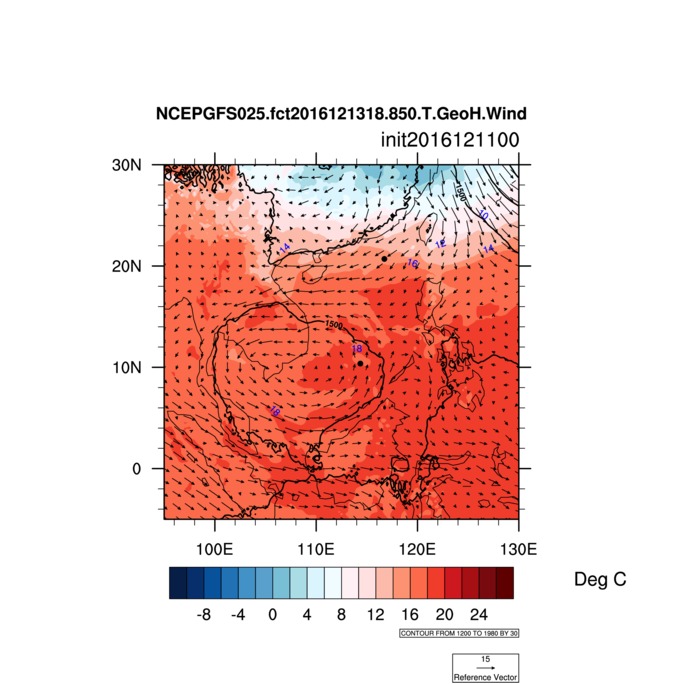 NCEPGFS025.fct2016121318.850.T.GeoH.Wind
init2016121100
30N
1500
10
14
12
14
16
20N
1500
18
10N
18
0
100E 110E 120E 130E
-8 -4 0 4 8 12 16 20 24
Deg C
CONTOUR FROM 1200 TO 1980 BY 30
15
Reference Vector